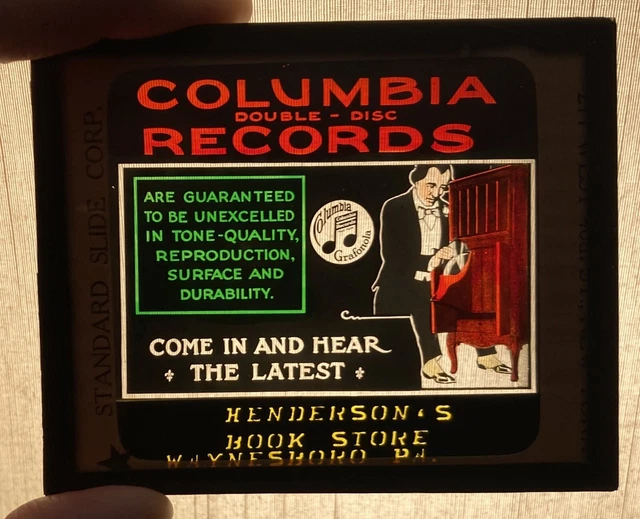 COLUMBIA
DOUBLE - DISC
RECORDS
ARE GUARANTEED
TO BE UNEXCELLED
IN TONE-QUALITY,
REPRODUCTION,
SURFACE AND
DURABILITY.
Columbia
Grafonola
COME IN AND HEAR
THE LATEST
HENDERSON'S
BOOK STORE
WAYNESBORO PA.
STANDARD SLIDE CORP.